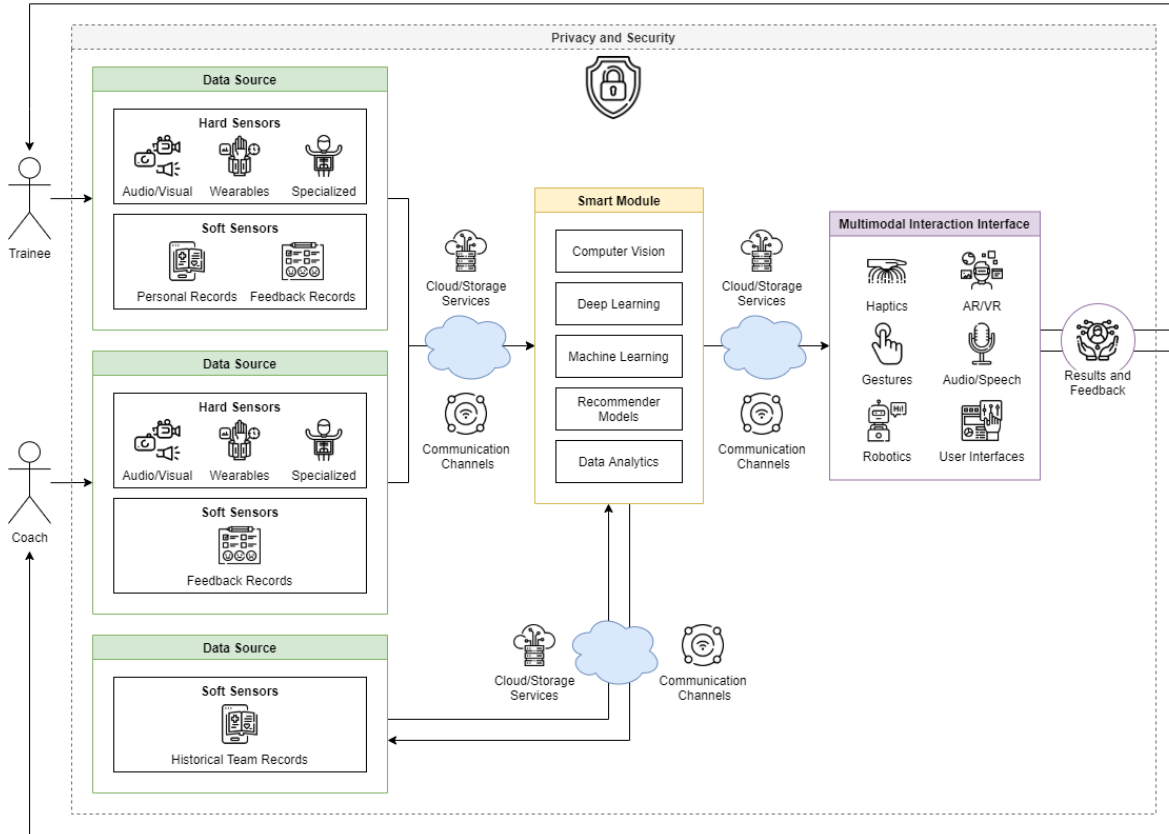 Privacy and Security
Data Source
Hard Sensors
Audio/Visual
Wearables
Specialized
Soft Sensors
Personal Records
Feedback Records
Trainee
Data Source
Hard Sensors
Audio/Visual
Wearables
Specialized
Soft Sensors
Feedback Records
Coach
Data Source
Soft Sensors
Historical Team Records
Cloud/Storage
Services
Communication
Channels
Smart Module
Computer Vision
Deep Learning
Machine Learning
Recommender
Models
Data Analytics
Cloud/Storage
Services
Communication
Channels
Cloud/Storage
Services
Communication
Channels
Multimodal Interaction Interface
Haptics
AR/VR
Gestures
Audio/Speech
Hi!
Robotics
User Interfaces
Results and
Feedback